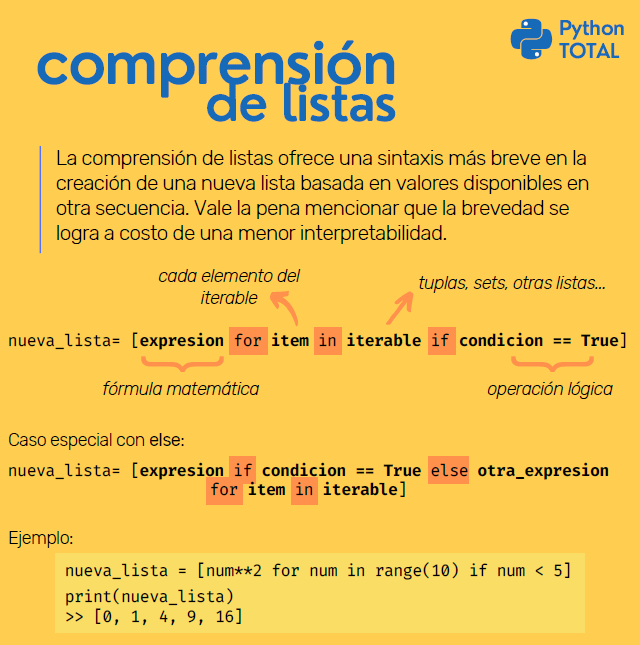 Python
TOTAL
comprensión
de listas
La comprensión de listas ofrece una sintaxis más breve en la
creación de una nueva lista basada en valores disponibles en
otra secuencia. Vale la pena mencionar que la brevedad se
logra a costo de una menor interpretabilidad.
cada elemento del
iterable
tuplas, sets, otras listas...
nueva_lista= [expresion for item in iterable if condicion == True]
fórmula matemática
operación lógica
Caso especial con else:
nueva_lista= [expresion if condicion == True else otra_expresion
for item in iterable]
Ejemplo:
nueva_lista = [num**2 for num in range(10) if num < 5]
print(nueva_lista)
>> [0, 1, 4, 9, 16]